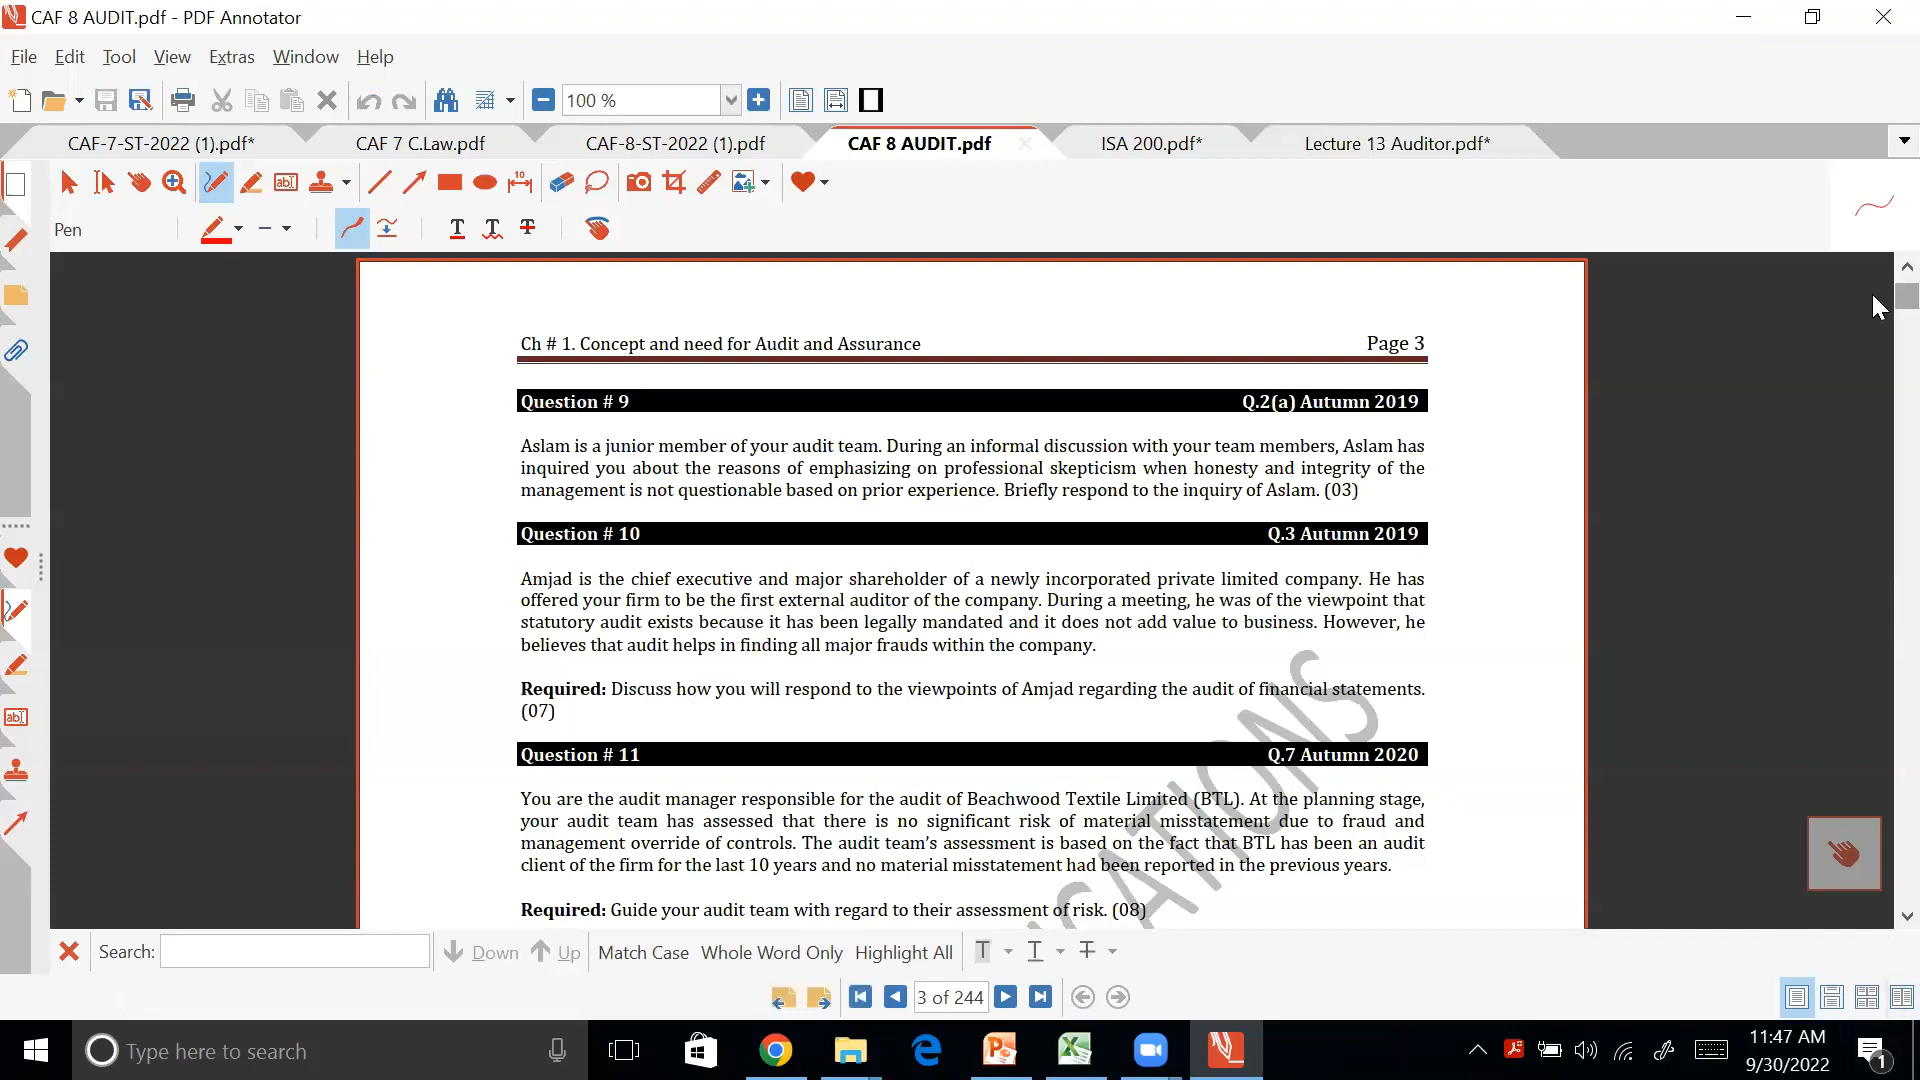 CAF 8 AUDIT.pdf - PDF Annotator
File Edit Tool View Extras Window Help
100 %
CAF-7-ST-2022 (1).pdf* CAF 7 C.Law.pdf CAF-8-ST-2022 (1).pdf CAF 8 AUDIT.pdf ISA 200.pdf* Lecture 13 Auditor.pdf*
Pen
Ch # 1. Concept and need for Audit and Assurance Page 3
Question # 9 Q.2(a) Autumn 2019
Aslam is a junior member of your audit team. During an informal discussion with your team members, Aslam has
inquired you about the reasons of emphasizing on professional skepticism when honesty and integrity of the
management is not questionable based on prior experience. Briefly respond to the inquiry of Aslam. (03)
Question # 10 Q.3 Autumn 2019
Amjad is the chief executive and major shareholder of a newly incorporated private limited company. He has
offered your firm to be the first external auditor of the company. During a meeting, he was of the viewpoint that
statutory audit exists because it has been legally mandated and it does not add value to business. However, he
believes that audit helps in finding all major frauds within the company.
Required: Discuss how you will respond to the viewpoints of Amjad regarding the audit of financial statements.
(07)
Question # 11 Q.7 Autumn 2020
You are the audit manager responsible for the audit of Beachwood Textile Limited (BTL). At the planning stage,
your audit team has assessed that there is no significant risk of material misstatement due to fraud and
management override of controls. The audit team's assessment is based on the fact that BTL has been an audit
client of the firm for the last 10 years and no material misstatement had been reported in the previous years.
Required: Guide your audit team with regard to their assessment of risk. (08)
Search: Down Up Match Case Whole Word Only Highlight All
3 of 244
Type here to search
11:47 AM
9/30/2022
1